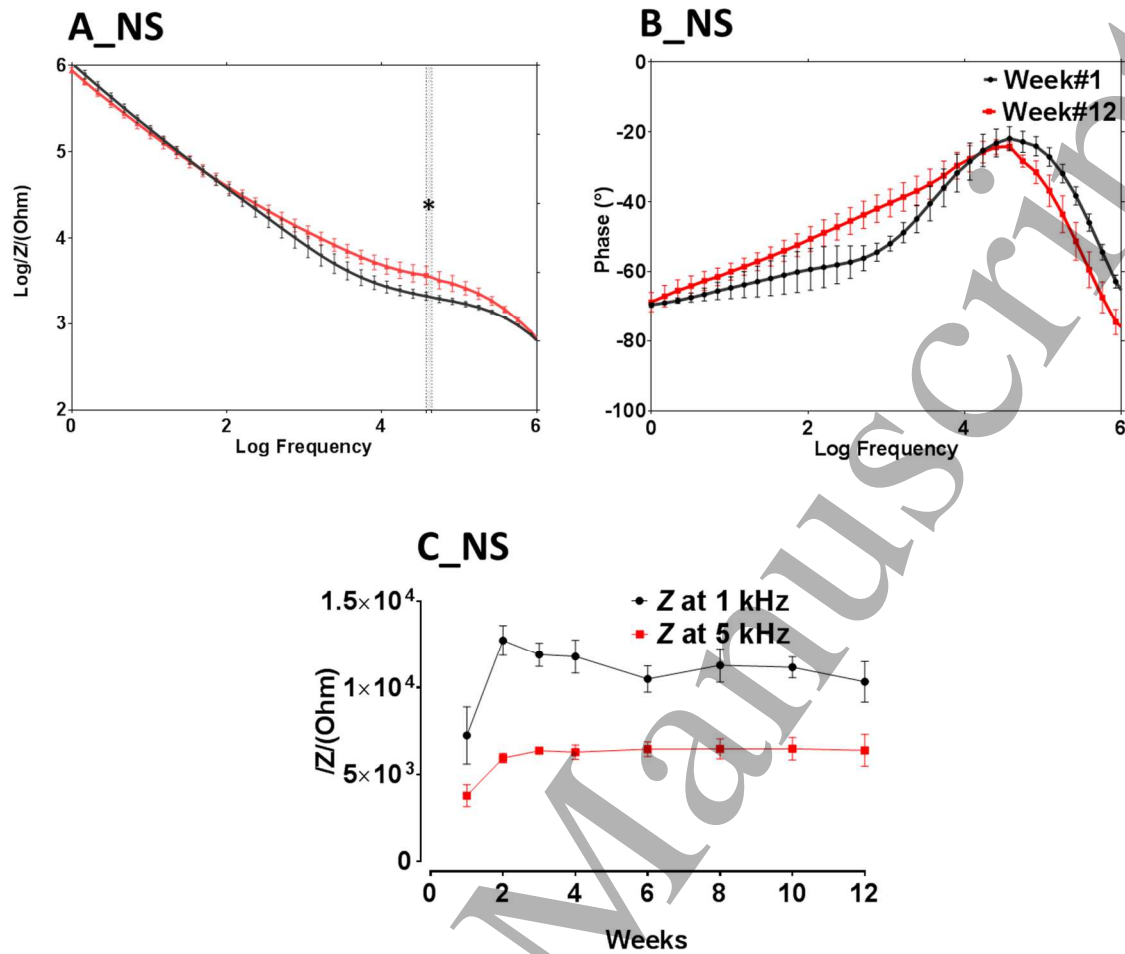 A_NS
6
5
4
3
2
Log/Z/(Ohm)
*
0 2 4 6
Log Frequency
B_NS
0
-20
-40
-60
-80
-100
Phase (°)
Week#1
Week#12
0 2 4 6
Log Frequency
C_NS
1.5×10⁴
1×10⁴
5×10³
0
/Z/(Ohm)
Z at 1 kHz
Z at 5 kHz
0 2 4 6 8 10 12
Weeks
Manuscrip